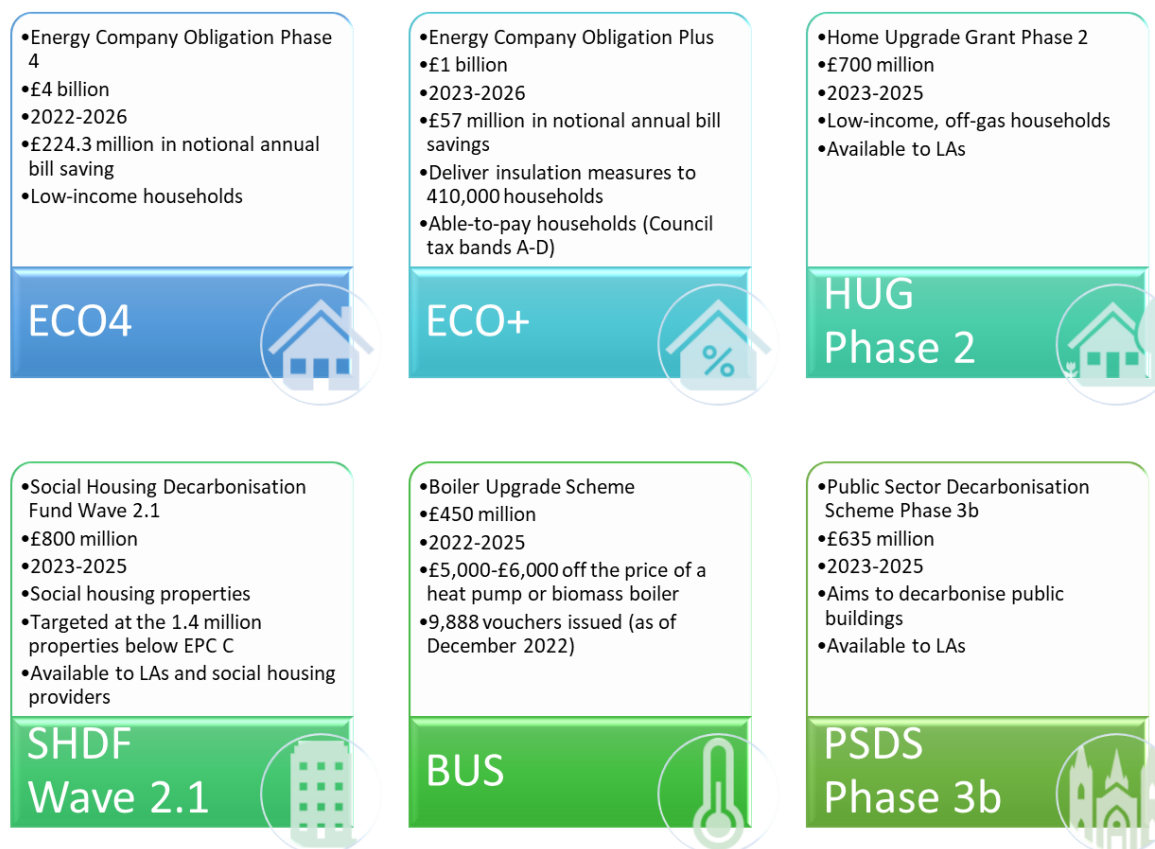 •Energy Company Obligation Phase
4
•£4 billion
•2022-2026
•£224.3 million in notional annual
bill saving
•Low-income households
ECO4
•Energy Company Obligation Plus
•£1 billion
•2023-2026
•£57 million in notional annual bill
savings
•Deliver insulation measures to
410,000 households
•Able-to-pay households (Council
tax bands A-D)
ECO+
%
•Home Upgrade Grant Phase 2
•£700 million
•2023-2025
•Low-income, off-gas households
•Available to LAs
HUG
Phase 2
•Social Housing Decarbonisation
Fund Wave 2.1
•£800 million
•2023-2025
•Social housing properties
•Targeted at the 1.4 million
properties below EPC C
•Available to LAs and social housing
providers
SHDF
Wave 2.1
•Boiler Upgrade Scheme
•£450 million
•2022-2025
•£5,000-£6,000 off the price of a
heat pump or biomass boiler
•9,888 vouchers issued (as of
December 2022)
BUS
•Public Sector Decarbonisation
Scheme Phase 3b
•£635 million
•2023-2025
•Aims to decarbonise public
buildings
•Available to LAs
PSDS
Phase 3b